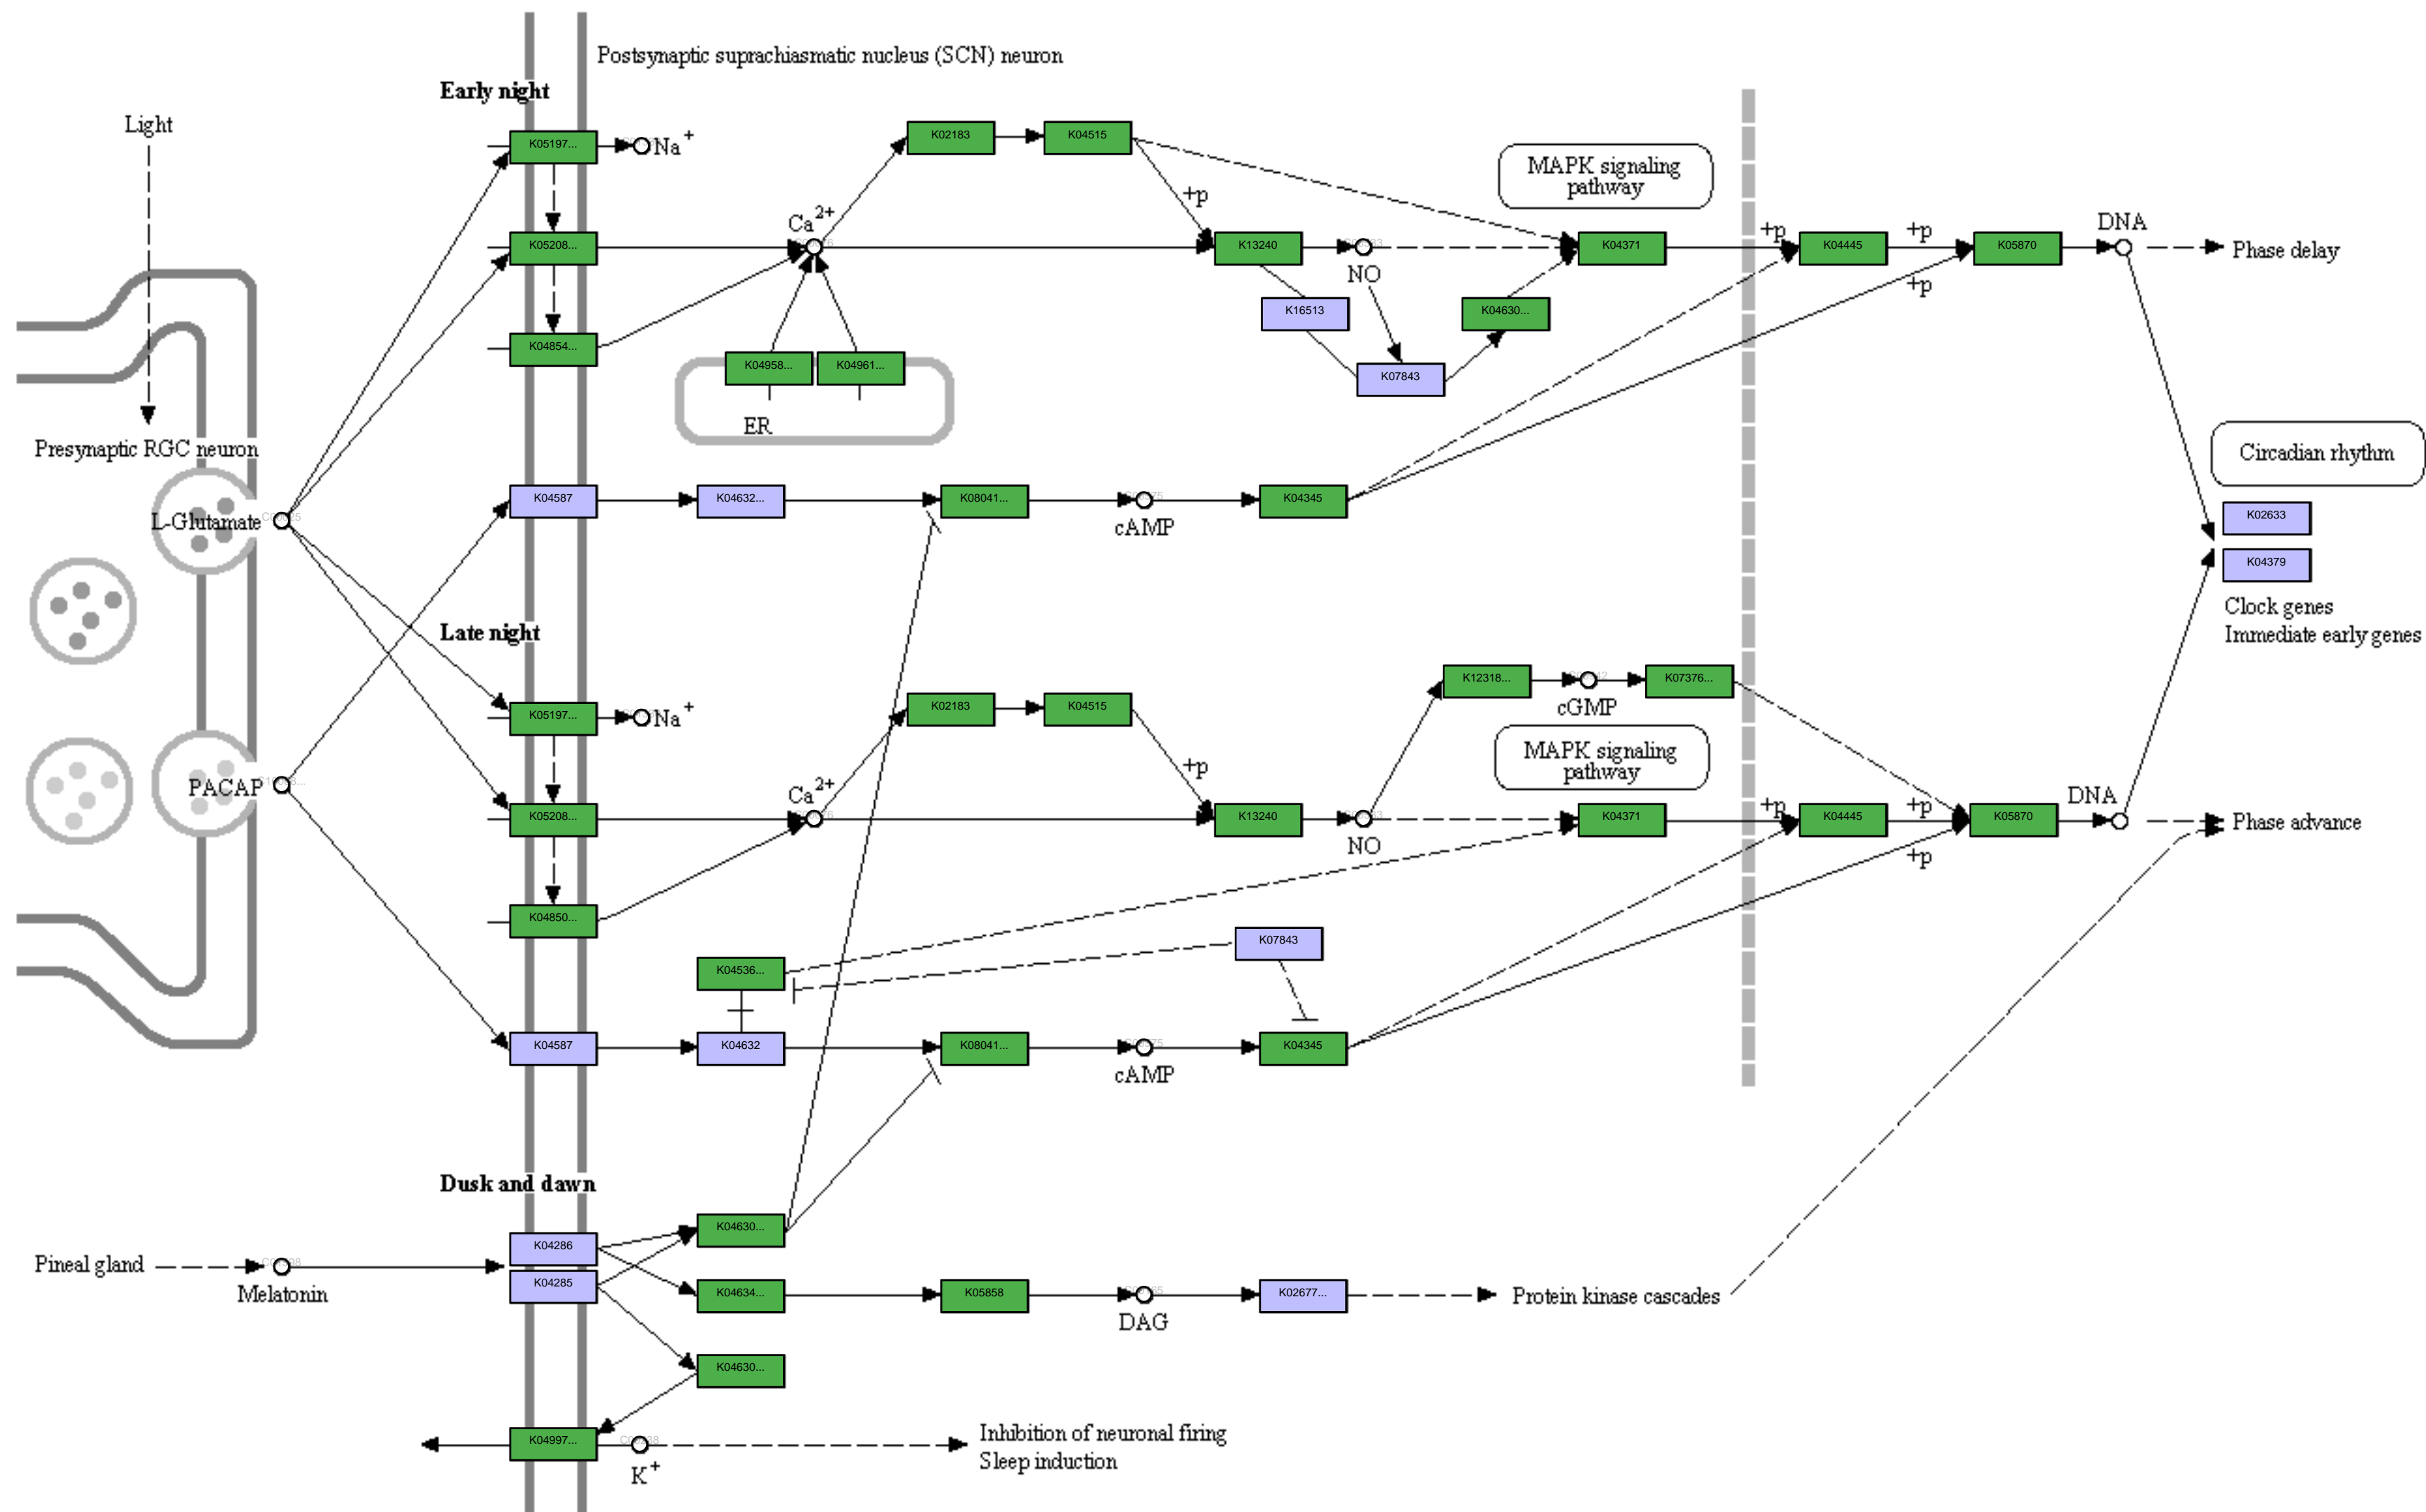 Postsynaptic suprachiasmatic nucleus (SCN) neuron
Early night
Light
K05197...
Na+
K02183
K04515
MAPK signaling
pathway
+p
Ca2+
K05208...
K13240
NO
K04371
+p
K04445
+p
K05870
DNA
Phase delay
+p
K16513
K04630...
K04854...
K04958...
K04961...
K07843
ER
Presynaptic RGC neuron
Circadian rhythm
K04587
K04632...
K08041...
cAMP
K04345
L-Glutamate
K02633
K04379
Clock genes
Immediate early genes
Late night
K12318...
cGMP
K07376...
K05197...
Na+
K02183
K04515
MAPK signaling
pathway
+p
PACAP
Ca2+
K05208...
K13240
NO
K04371
+p
K04445
+p
K05870
DNA
Phase advance
+p
K04850...
K07843
K04536...
K04587
K04632
K08041...
cAMP
K04345
Dusk and dawn
K04630...
K04286
Pineal gland
Melatonin
K04285
K04634...
K05858
DAG
K02677...
Protein kinase cascades
K04630...
K04997...
K+
Inhibition of neuronal firing
Sleep induction